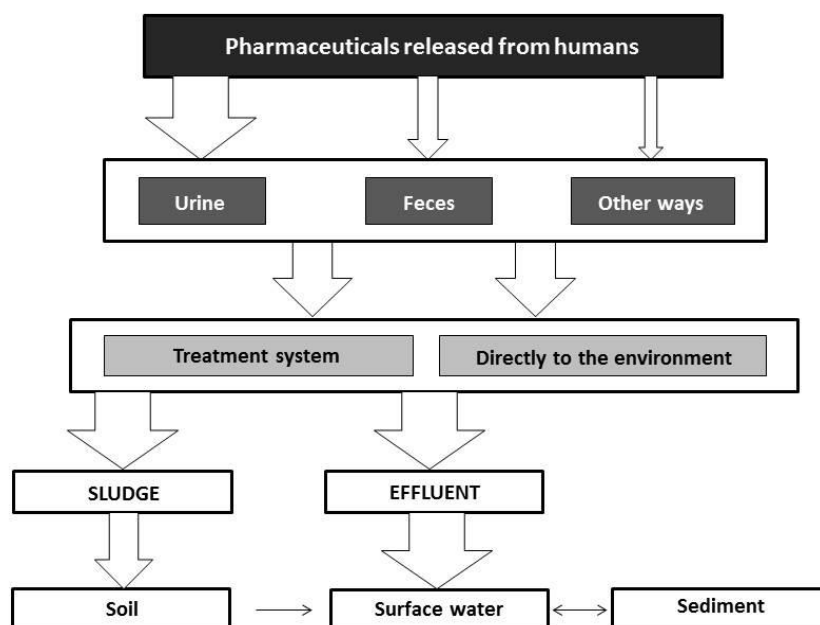 Pharmaceuticals released from humans
Urine
Feces
Other ways
Treatment system
Directly to the environment
SLUDGE
EFFLUENT
Soil
Surface water
Sediment